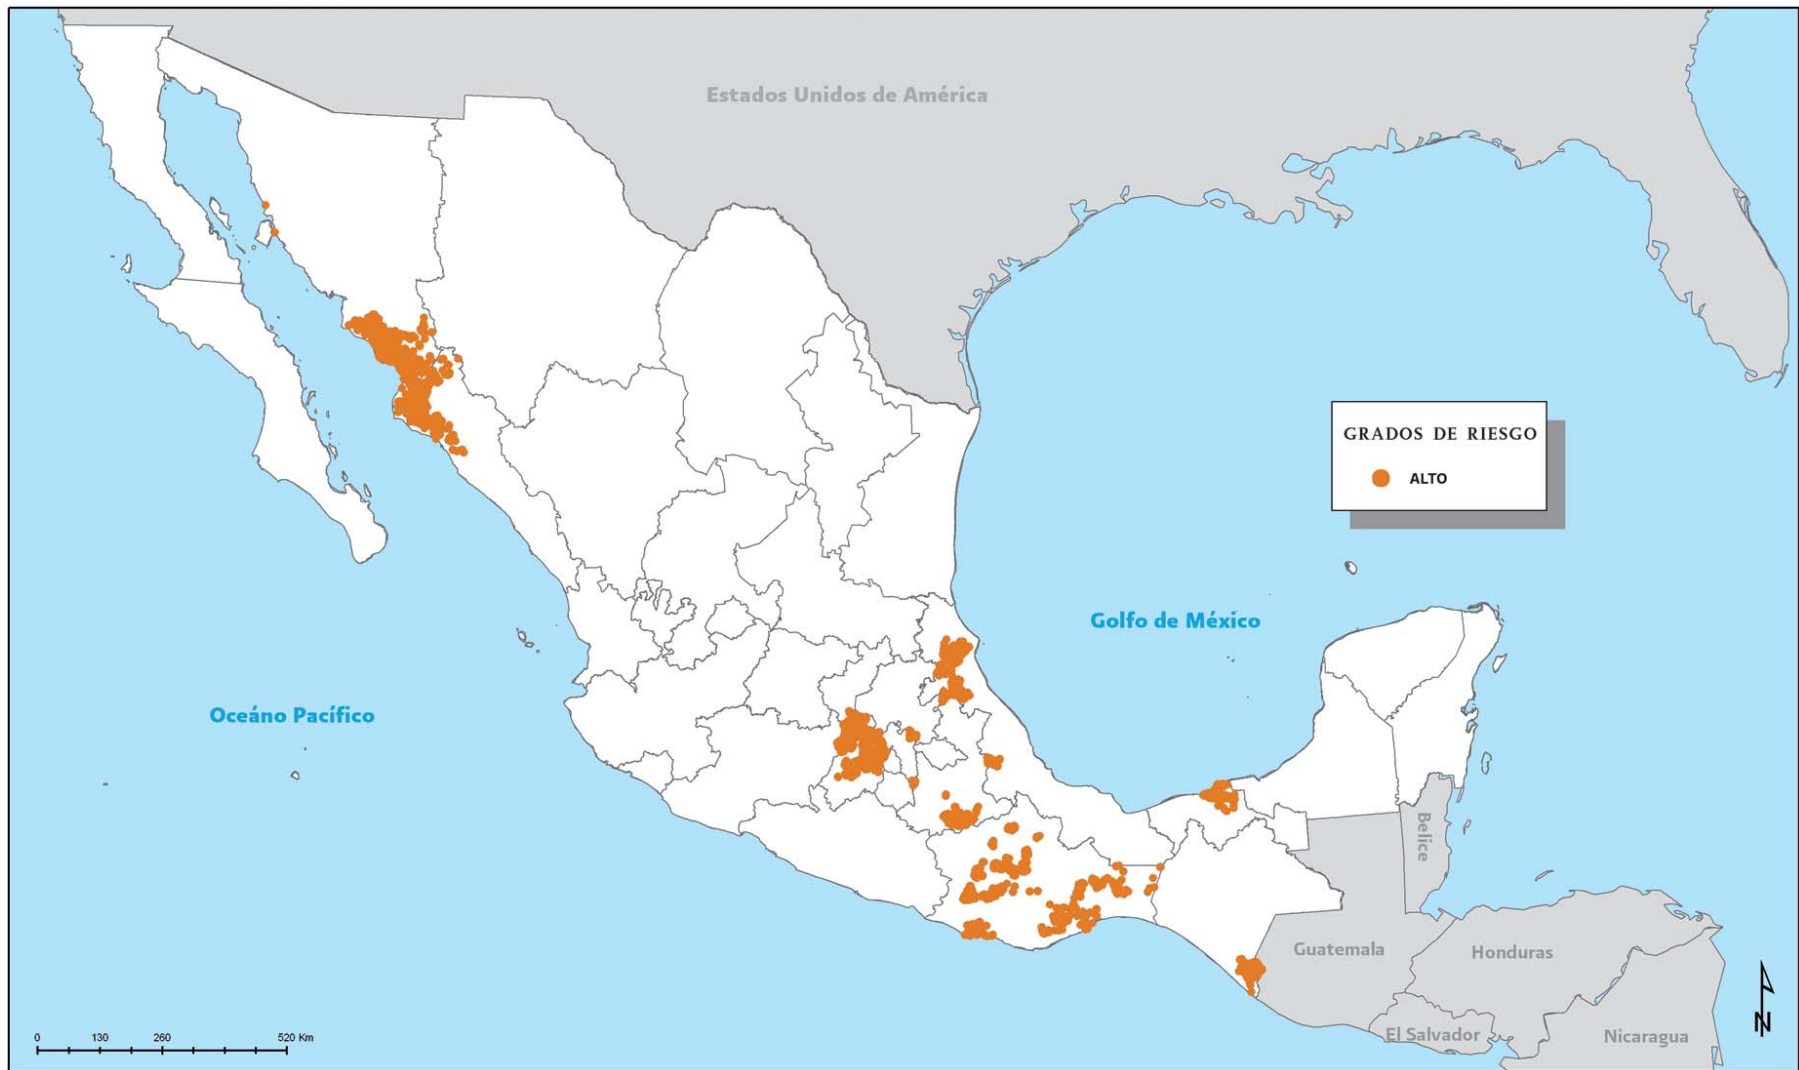 Estados Unidos de América
GRADOS DE RIESGO
ALTO
Golfo de México
Oceáno Pacífico
Belice
Guatemala
Honduras
El Salvador
Nicaragua
0 130 260 520 Km
N